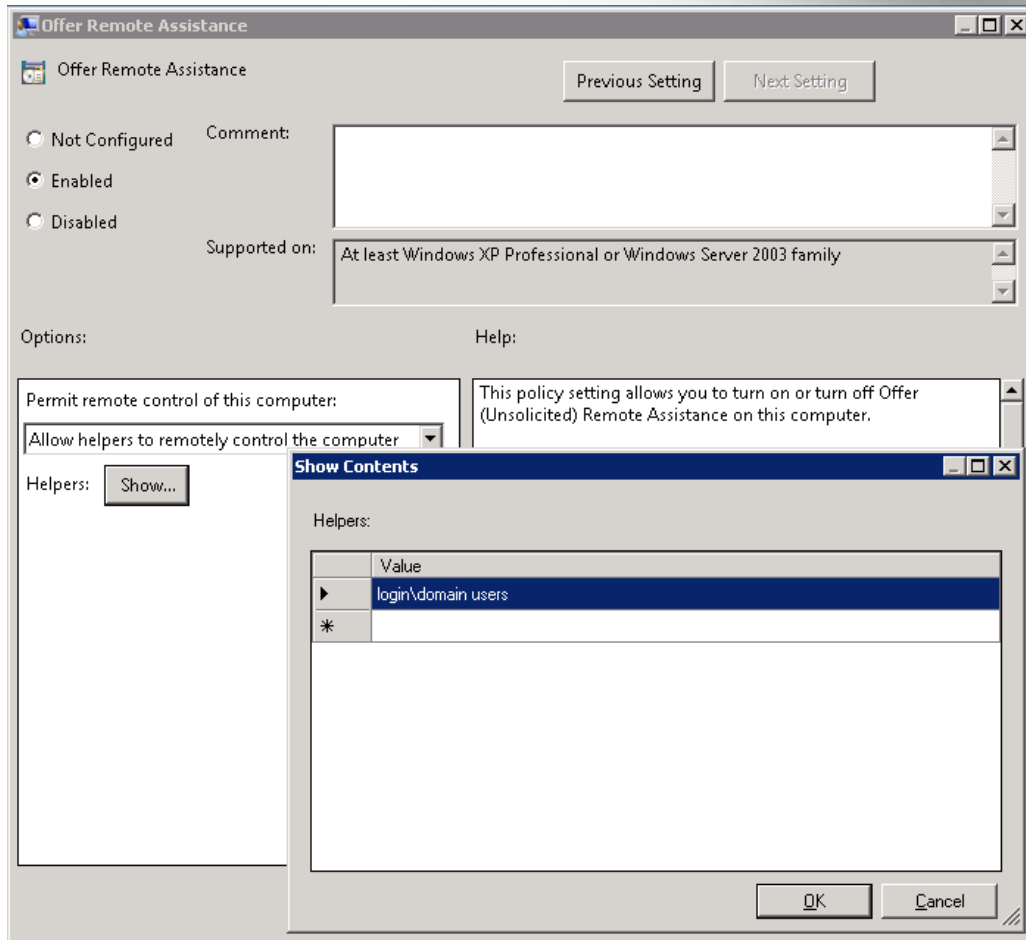 Offer Remote Assistance
Offer Remote Assistance
Previous Setting
Next Setting
Not Configured
Comment:
Enabled
Disabled
Supported on:
At least Windows XP Professional or Windows Server 2003 family
Options:
Help:
Permit remote control of this computer:
Allow helpers to remotely control the computer
Helpers:
Show...
This policy setting allows you to turn on or turn off Offer
(Unsolicited) Remote Assistance on this computer.
Show Contents
Helpers:
Value
login\domain users
OK
Cancel